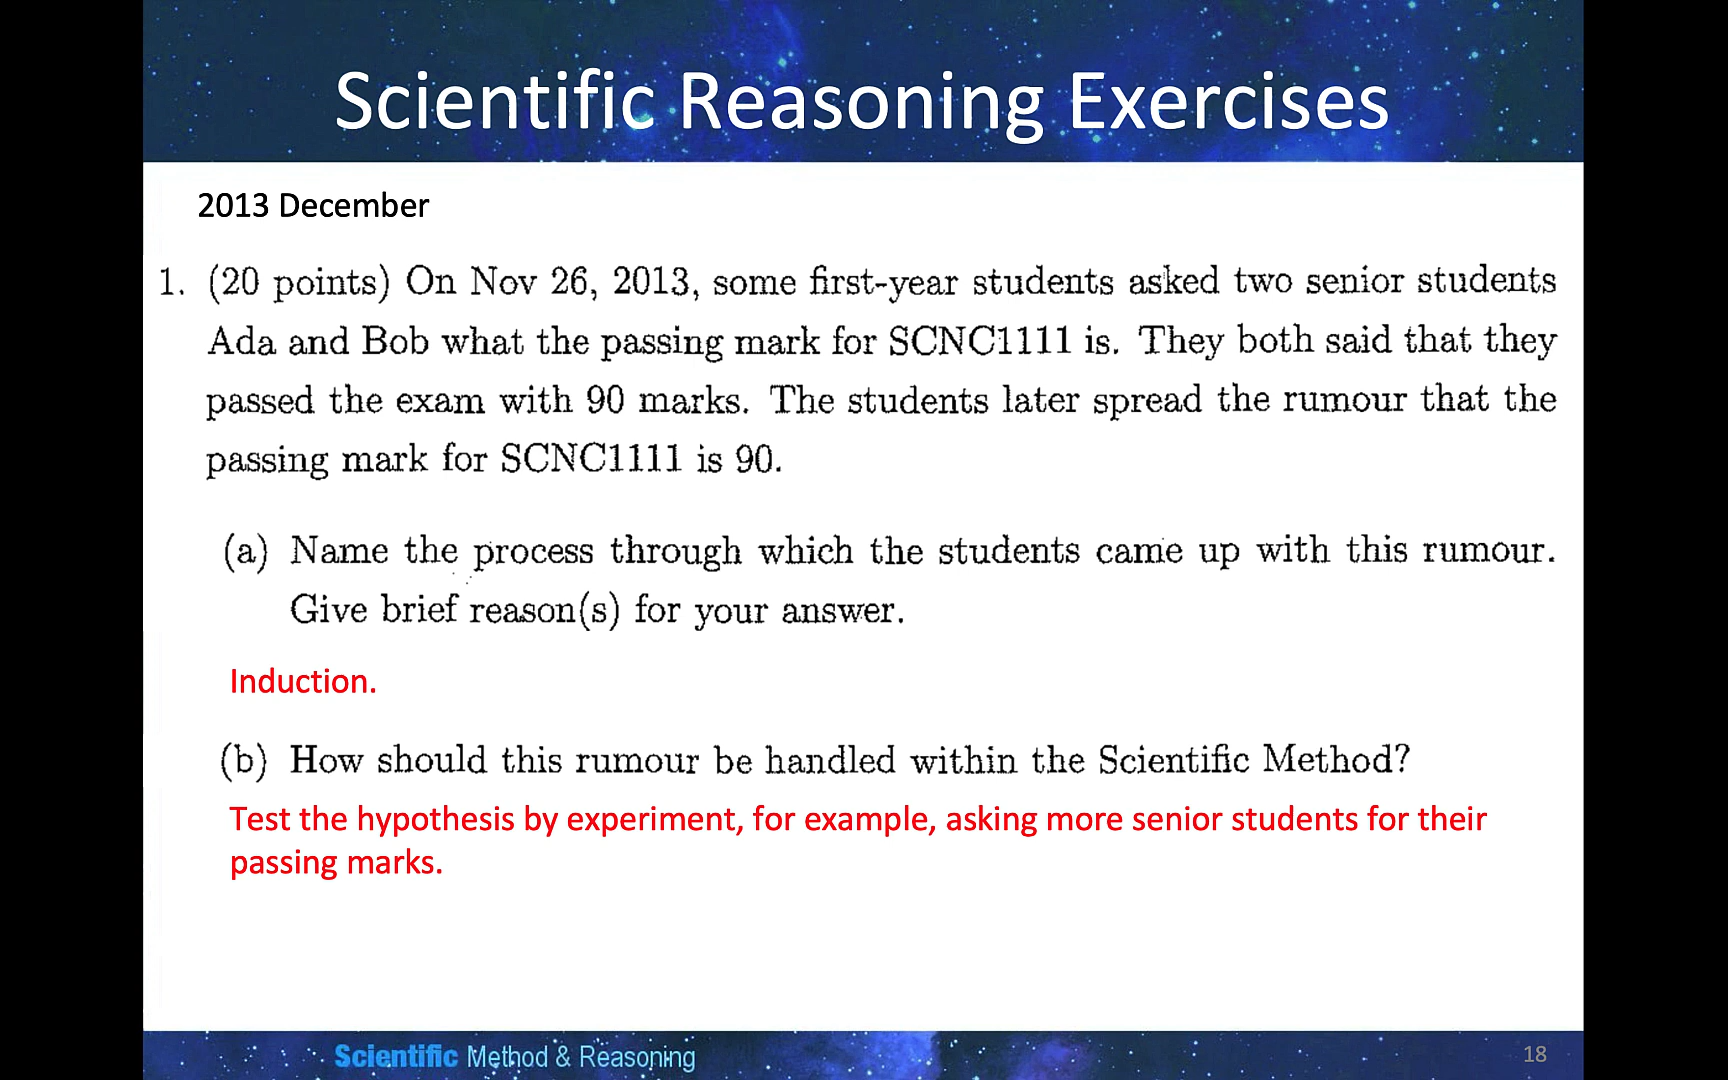 Scientific Reasoning Exercises
2013 December
1. (20 points) On Nov 26, 2013, some first-year students asked two senior students
Ada and Bob what the passing mark for SCNC1111 is. They both said that they
passed the exam with 90 marks. The students later spread the rumour that the
passing mark for SCNC1111 is 90.
(a) Name the process through which the students came up with this rumour.
Give brief reason(s) for your answer.
Induction.
(b) How should this rumour be handled within the Scientific Method?
Test the hypothesis by experiment, for example, asking more senior students for their
passing marks.
Scientific Method & Reasoning
18